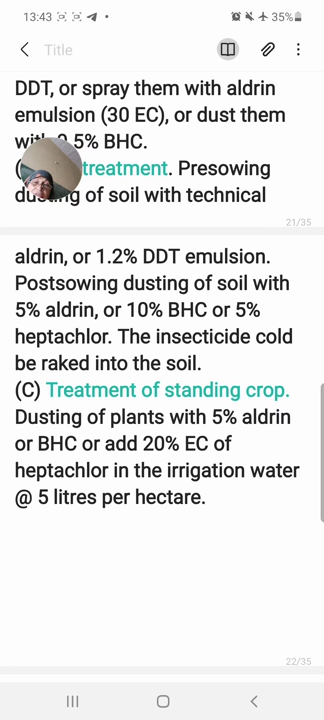 13:43
35%
Title
DDT, or spray them with aldrin
emulsion (30 EC), or dust them
5% BHC.
treatment. Presowing
of soil with technical
21/35
aldrin, or 1.2% DDT emulsion.
Postsowing dusting of soil with
5% aldrin, or 10% BHC or 5%
heptachlor. The insecticide cold
be raked into the soil.
(C) Treatment of standing crop.
Dusting of plants with 5% aldrin
or BHC or add 20% EC of
heptachlor in the irrigation water
@ 5 litres per hectare.
22/35